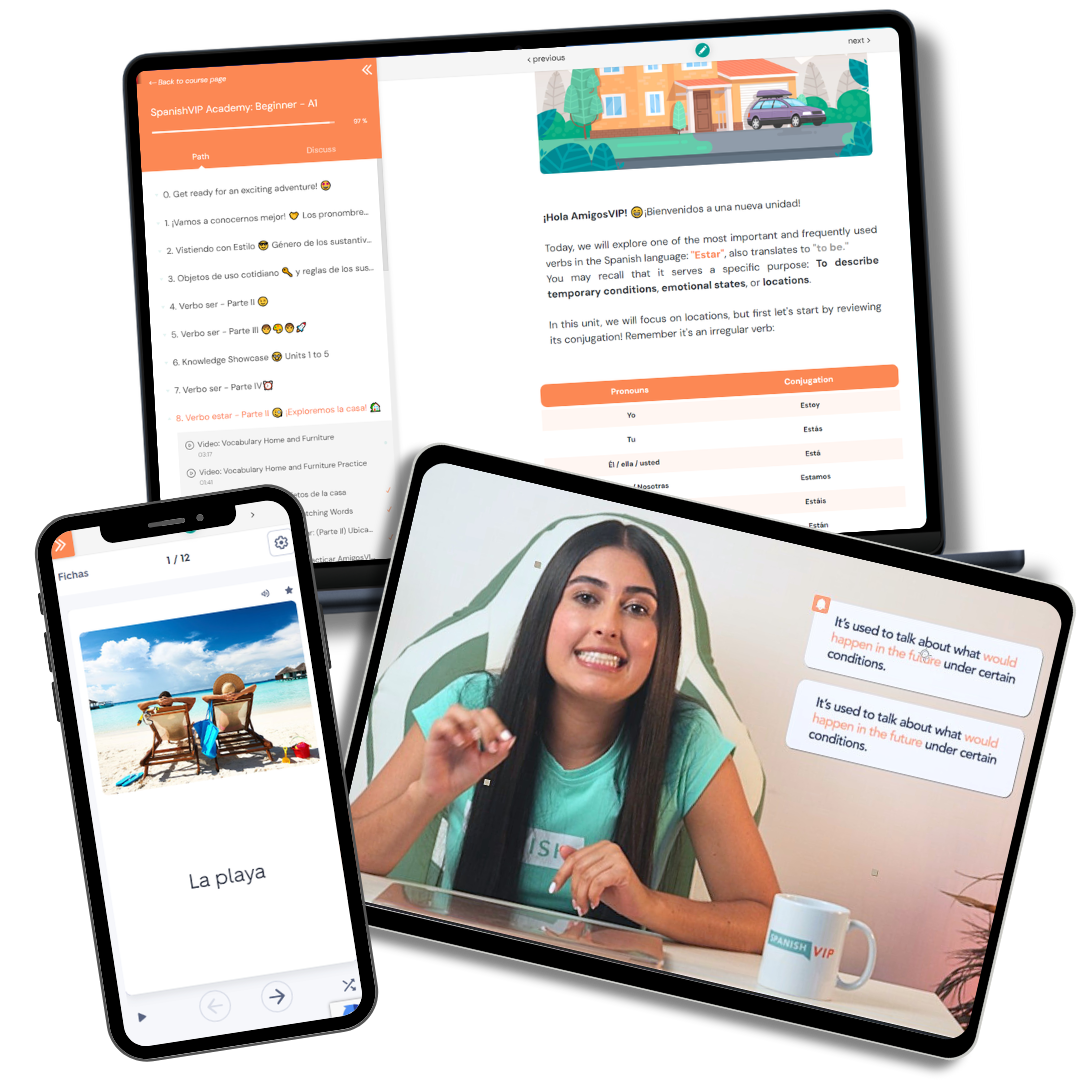 ← Back to course page
SpanishVIP Academy: Beginner - A1
97 %
Path
Discuss
0. Get ready for an exciting adventure! 🤩
1. ¡Vamos a conocernos mejor! 🧡 Los pronombre...
2. Vistiendo con Estilo 😎 Género de los sustantiv...
3. Objetos de uso cotidiano 🔑 y reglas de los sus...
4. Verbo ser - Parte II
5. Verbo ser - Parte III
6. Knowledge Showcase 🤓 Units 1 to 5
7. Verbo ser - Parte IV ⏰
8. Verbo estar - Parte II ¡Exploremos la casa! 🏡
Video: Vocabulary Home and Furniture
03:17
Video: Vocabulary Home and Furniture Practice
01:41
etos de la casa
tching Words
r: (Parte II) Ubica...
acticar AmigosVI...
‹ previous
next ›
¡Hola AmigosVIP! 😄 ¡Bienvenidos a una nueva unidad!
Today, we will explore one of the most important and frequently used
verbs in the Spanish language: "Estar", also translates to "to be."
You may recall that it serves a specific purpose: To describe
temporary conditions, emotional states, or locations.
In this unit, we will focus on locations, but first let's start by reviewing
its conjugation! Remember it's an irregular verb:
Pronouns Conjugation
Yo Estoy
Tu Estás
Él / ella / usted Está
/ Nosotras Estamos
Estáis
Están
1 / 12
Fichas
La playa
It's used to talk about what would
happen in the future under certain
conditions.
It's used to talk about what would
happen in the future under certain
conditions.
ISH
SPANISH VIP